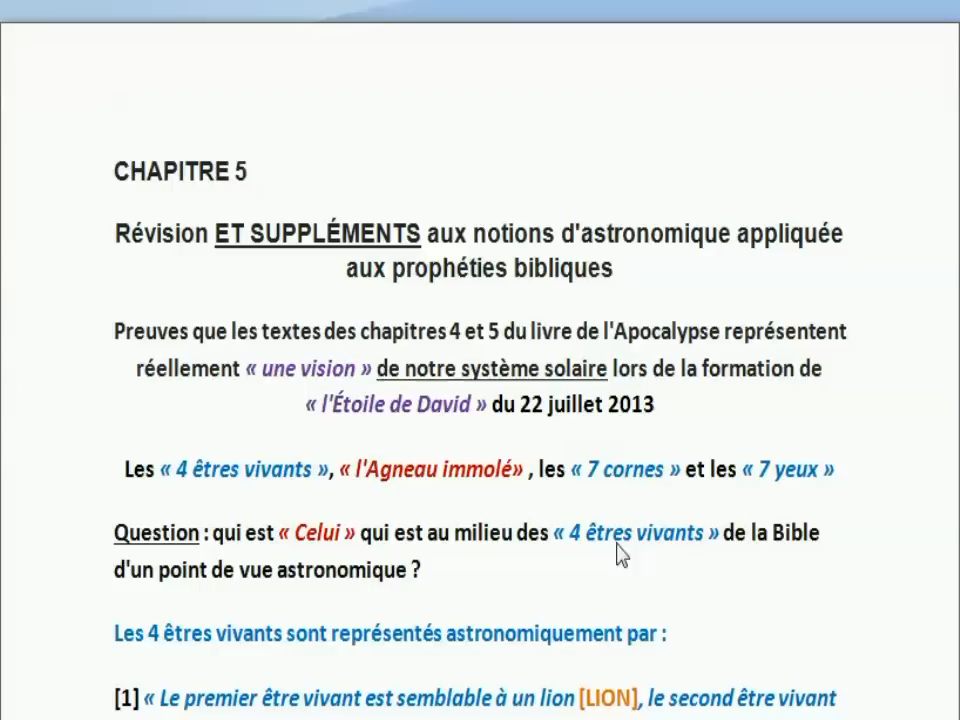 CHAPITRE 5
Révision ET SUPPLÉMENTS aux notions d'astronomique appliquée
aux prophéties bibliques
Preuves que les textes des chapitres 4 et 5 du livre de l'Apocalypse représentent
réellement « une vision » de notre système solaire lors de la formation de
« l'Étoile de David » du 22 juillet 2013
Les « 4 êtres vivants », « l'Agneau immolé» , les « 7 cornes » et les « 7 yeux »
Question : qui est « Celui » qui est au milieu des « 4 êtres vivants » de la Bible
d'un point de vue astronomique ?
Les 4 êtres vivants sont représentés astronomiquement par :
[1] « Le premier être vivant est semblable à un lion [LION], le second être vivant